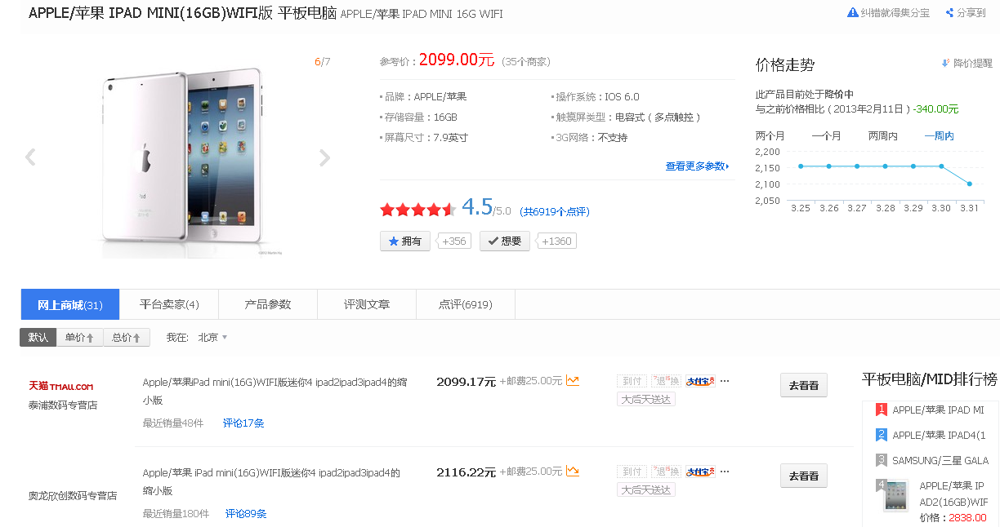 APPLE/苹果 IPAD MINI(16GB)WIFI版 平板电脑 APPLE/苹果 IPAD MINI 16G WIFI
纠错就得集分宝 分享到
6/7
参考价：2099.00元 (35个商家)
品牌：APPLE/苹果 操作系统：IOS 6.0
存储容量：16GB 触摸屏类型：电容式（多点触控）
屏幕尺寸：7.9英寸 3G网络：不支持
查看更多参数
4.5/5.0 (共6919个点评)
拥有 +356 想要 +1360
价格走势 降价提醒
此产品目前处于降价中
与之前价格相比（2013年2月11日）-340.00元
两个月 一个月 两周内 一周内
2,200
2,150
2,100
2,050
3.25 3.26 3.27 3.28 3.29 3.30 3.31
网上商城(31) 平台卖家(4) 产品参数 评测文章 点评(6919)
默认 单价 总价 我在: 北京
天猫 TMALL.COM
泰浦数码专营店
Apple/苹果iPad mini(16G)WIFI版迷你4 ipad2ipad3ipad4的缩
小版
最近销量48件 评论17条
2099.17元 +邮费25.00元
到付 7退15换 支付宝 ...
大后天送达
去看看
奥龙欣创数码专营店
Apple/苹果 iPad mini(16G)WIFI版迷你4 ipad2ipad3ipad4的
缩小版
最近销量180件 评论89条
2116.22元 +邮费25.00元
到付 7退15换 支付宝 ...
大后天送达
去看看
平板电脑/MID排行榜
1 APPLE/苹果 IPAD MI
2 APPLE/苹果 IPAD4(1
3 SAMSUNG/三星 GALA
4 APPLE/苹果 IP
AD2(16GB)WIF
价格：2838.00